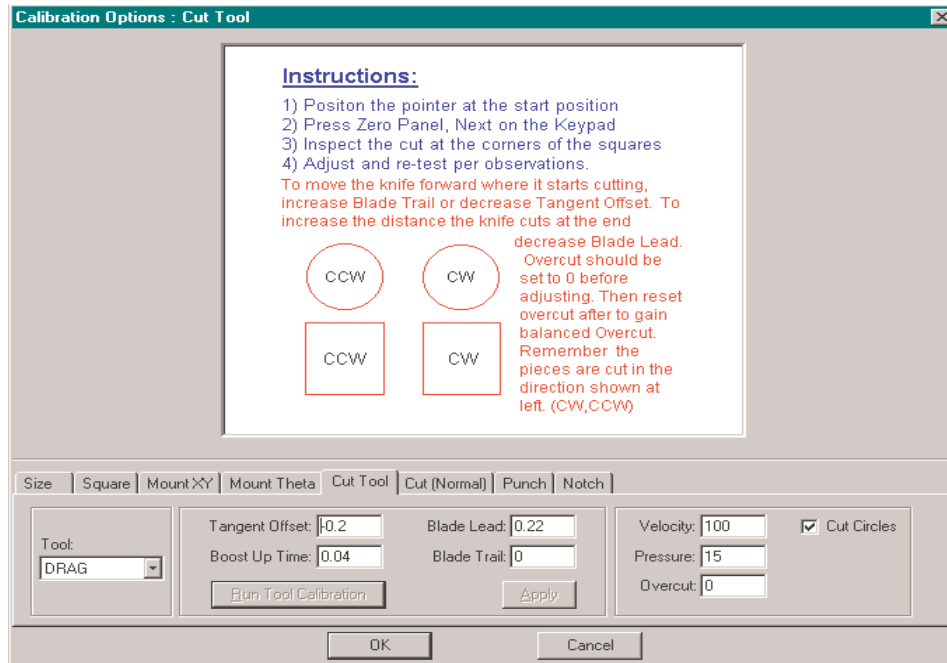 Calibration Options : Cut Tool
Instructions:
1) Positon the pointer at the start position
2) Press Zero Panel, Next on the Keypad
3) Inspect the cut at the corners of the squares
4) Adjust and re-test per observations.
To move the knife forward where it starts cutting,
increase Blade Trail or decrease Tangent Offset. To
increase the distance the knife cuts at the end
decrease Blade Lead.
Overcut should be
set to 0 before
adjusting. Then reset
overcut after to gain
balanced Overcut.
Remember the
pieces are cut in the
direction shown at
left. (CW,CCW)
CCW CW
CCW CW
Size Square Mount XY Mount Theta Cut Tool Cut (Normal) Punch Notch
Tool:
DRAG
Tangent Offset: -0.2 Blade Lead: 0.22
Boost Up Time: 0.04 Blade Trail: 0
Run Tool Calibration Apply
Velocity: 100 Cut Circles
Pressure: 15
Overcut: 0
OK Cancel